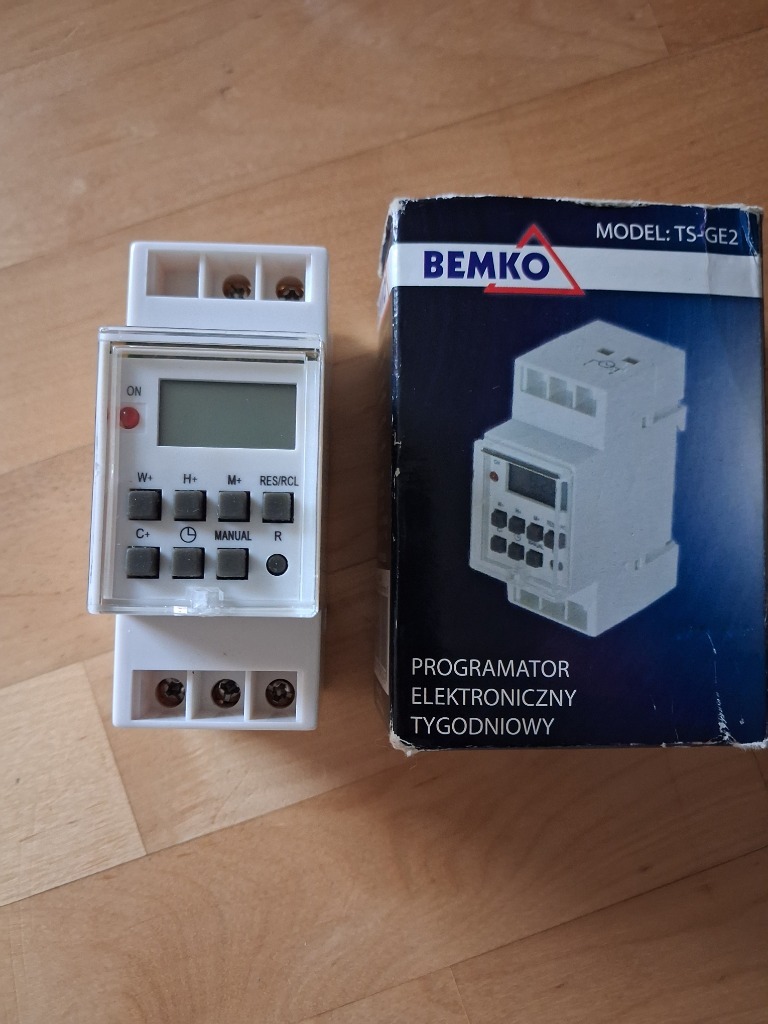 ON
W+ H+ M+ RES/RCL
C+ MANUAL R
MODEL: TS-GE2
BEMKO
PROGRAMATOR
ELEKTRONICZNY
TYGODNIOWY